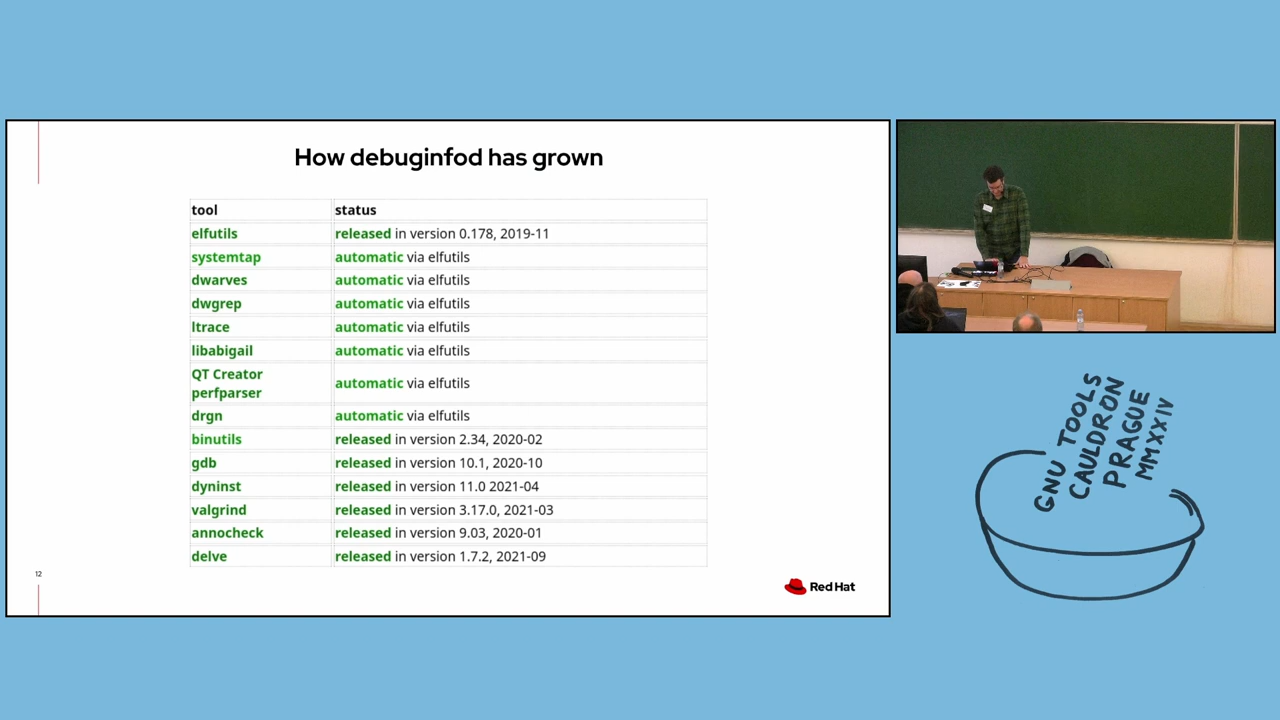 How debuginfod has grown
tool status
elfutils released in version 0.178, 2019-11
systemtap automatic via elfutils
dwarves automatic via elfutils
dwgrep automatic via elfutils
ltrace automatic via elfutils
libabigail automatic via elfutils
QT Creator
perfparser automatic via elfutils
drgn automatic via elfutils
binutils released in version 2.34, 2020-02
gdb released in version 10.1, 2020-10
dyninst released in version 11.0 2021-04
valgrind released in version 3.17.0, 2021-03
annocheck released in version 9.03, 2020-01
delve released in version 1.7.2, 2021-09
12
Red Hat
GNU TOOLS
CAULDRON
PRAGUE
MMXXIV